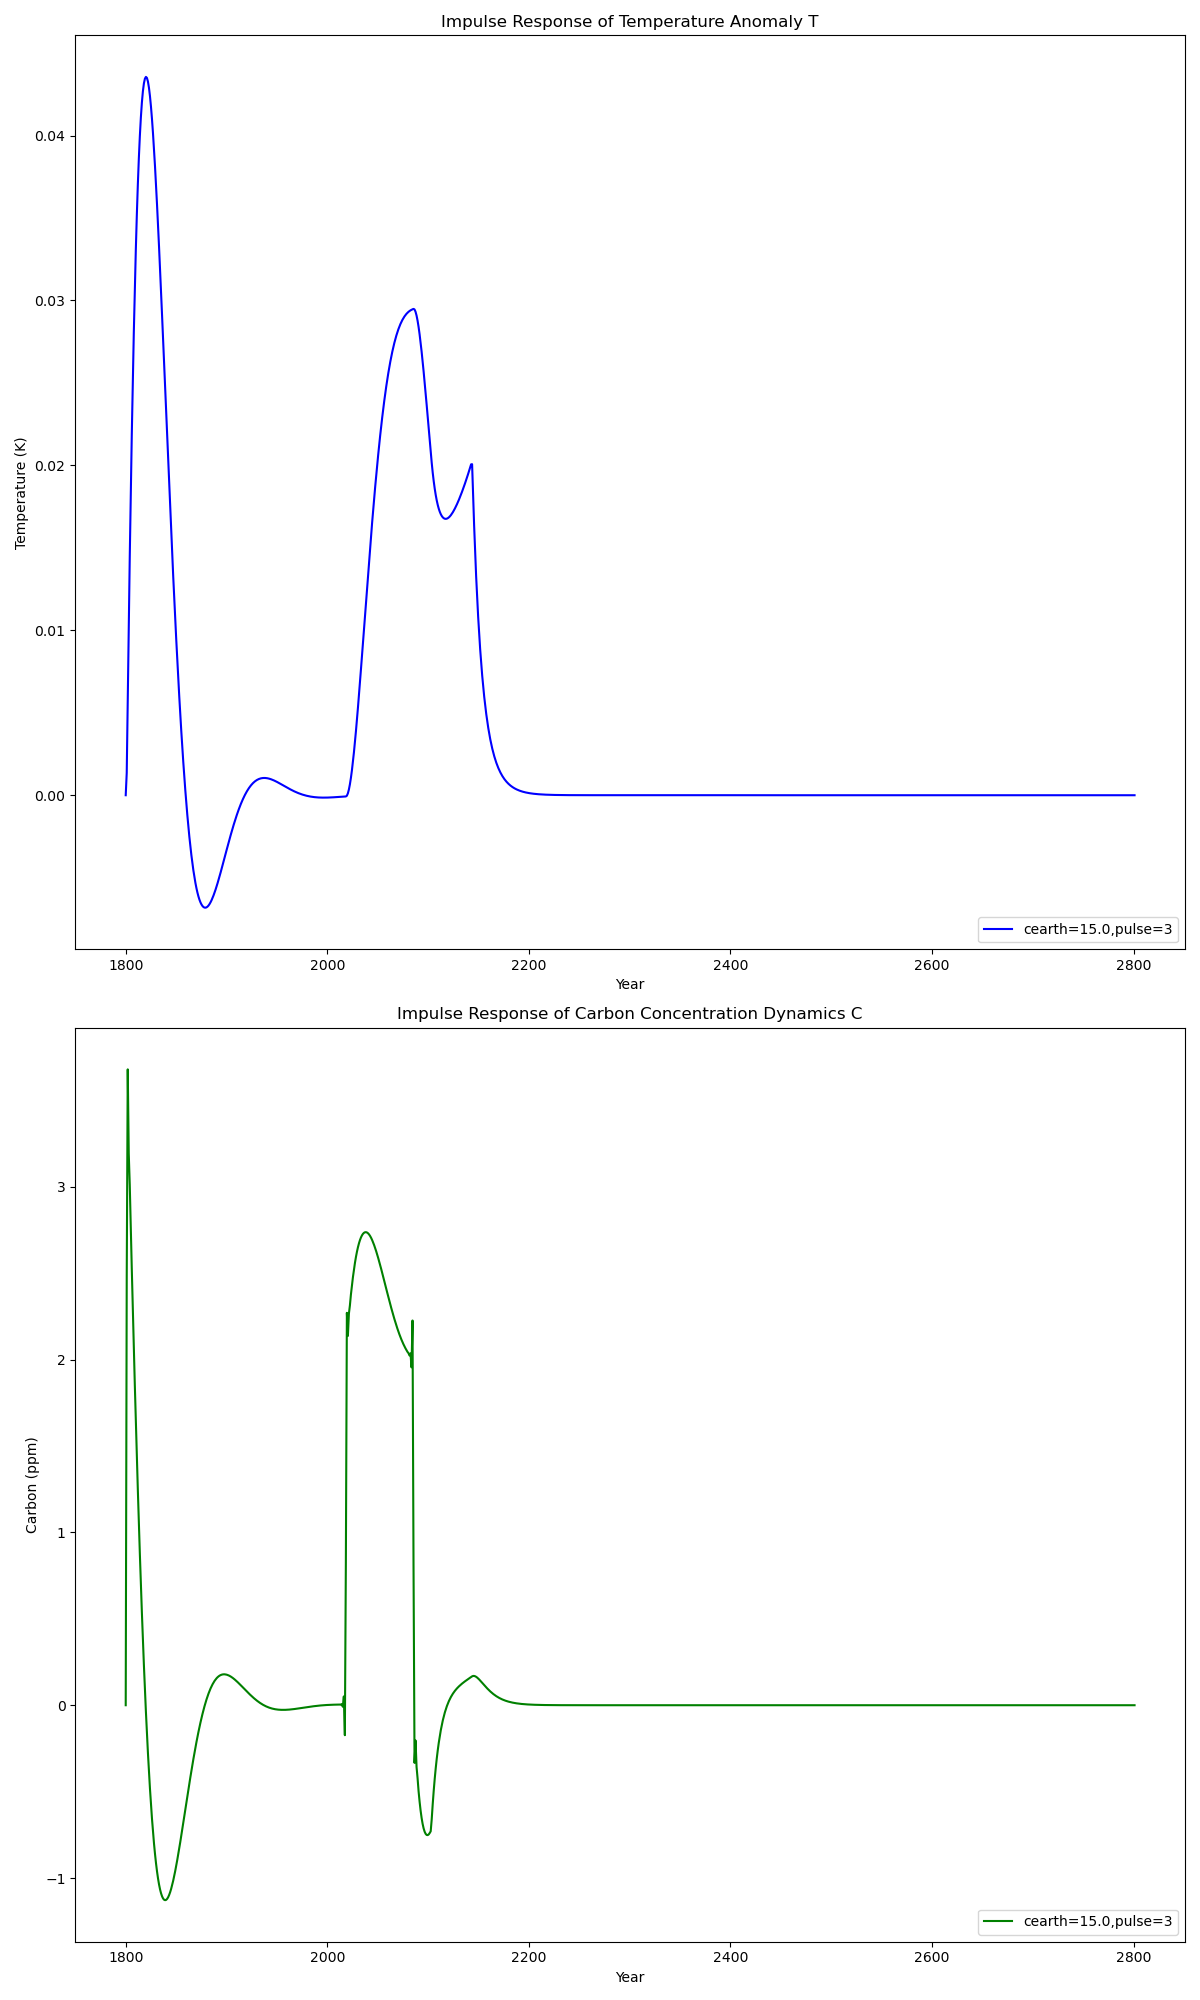 Impulse Response of Temperature Anomaly T
0.04
0.03
0.02
0.01
0.00
Temperature (K)
cearth=15.0,pulse=3
1800 2000 2200 2400 2600 2800
Year
Impulse Response of Carbon Concentration Dynamics C
3
2
1
0
−1
Carbon (ppm)
cearth=15.0,pulse=3
1800 2000 2200 2400 2600 2800
Year